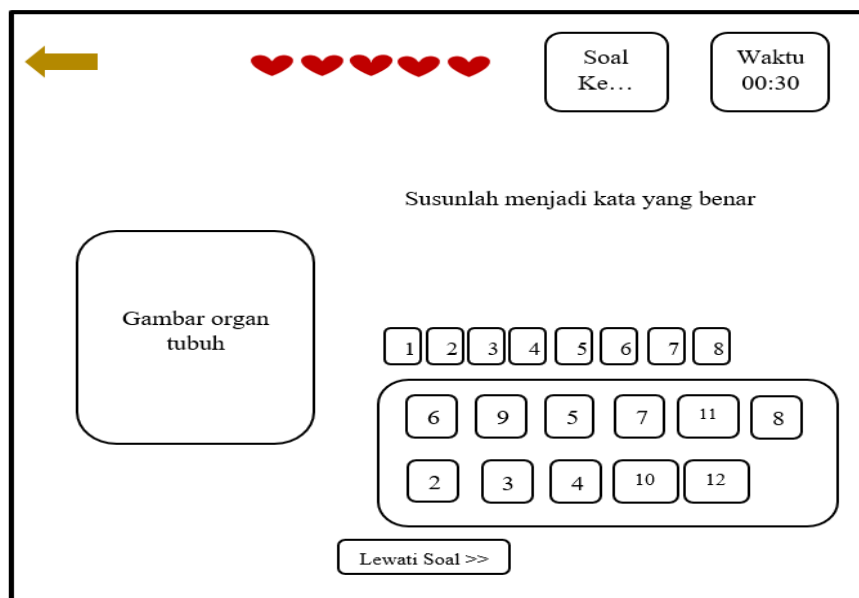 Soal
Ke...
Waktu
00:30
Susunlah menjadi kata yang benar
Gambar organ
tubuh
1 2 3 4 5 6 7 8
6 9 5 7 11 8
2 3 4 10 12
Lewati Soal >>